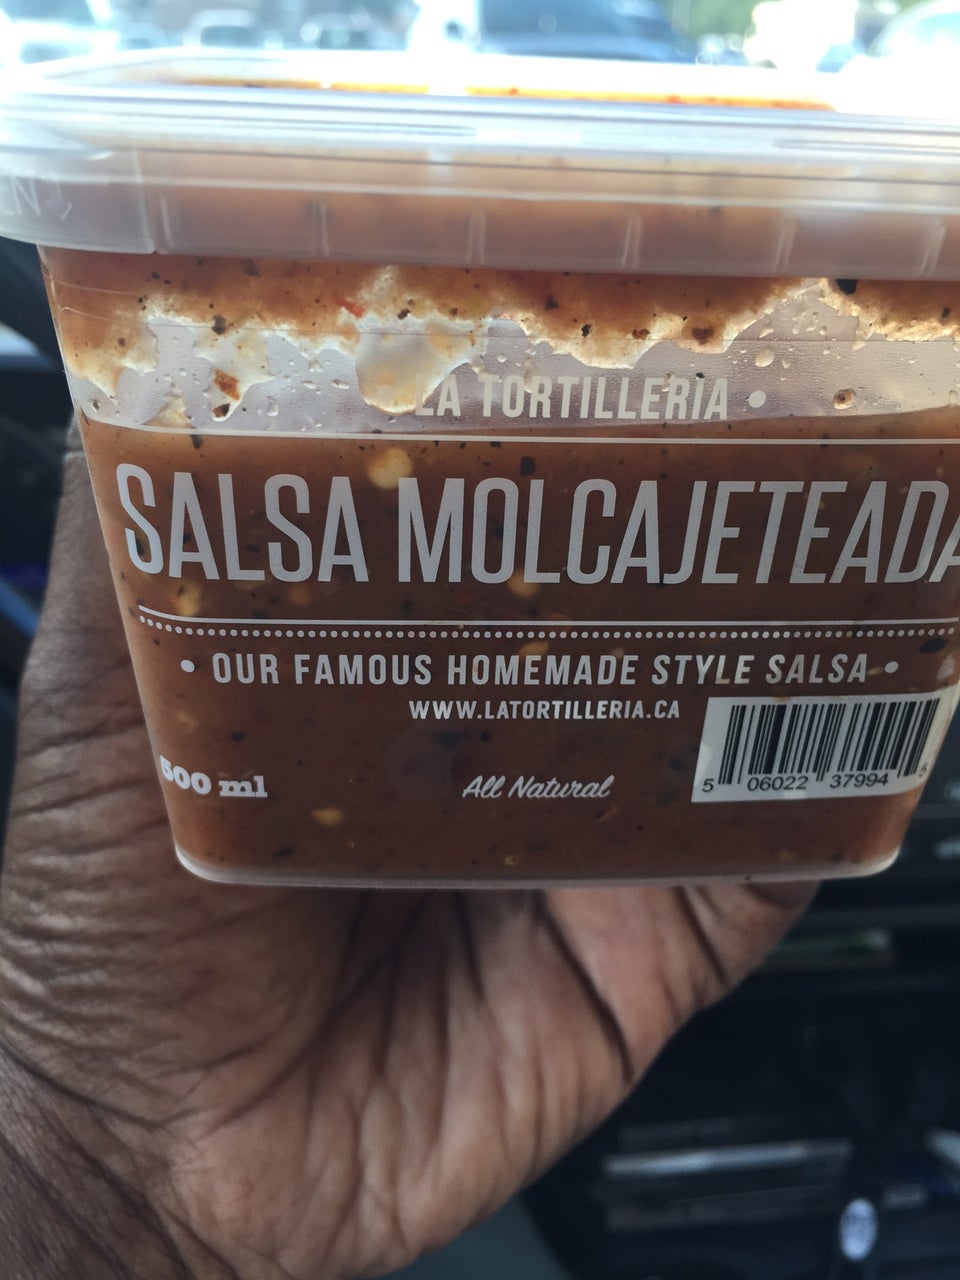 LA TORTILLERIA •
SALSA MOLCAJETEADA
• OUR FAMOUS HOMEMADE STYLE SALSA •
WWW.LATORTILLERIA.CA
500 ml
All Natural
5 06022 37994 5